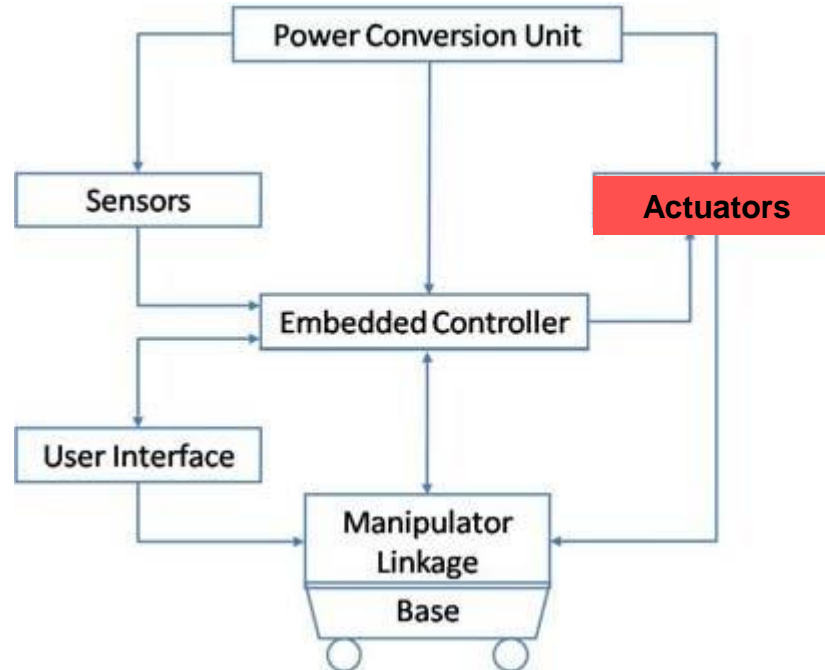 Power Conversion Unit
Sensors
Actuators
Embedded Controller
User Interface
Manipulator
Linkage
Base